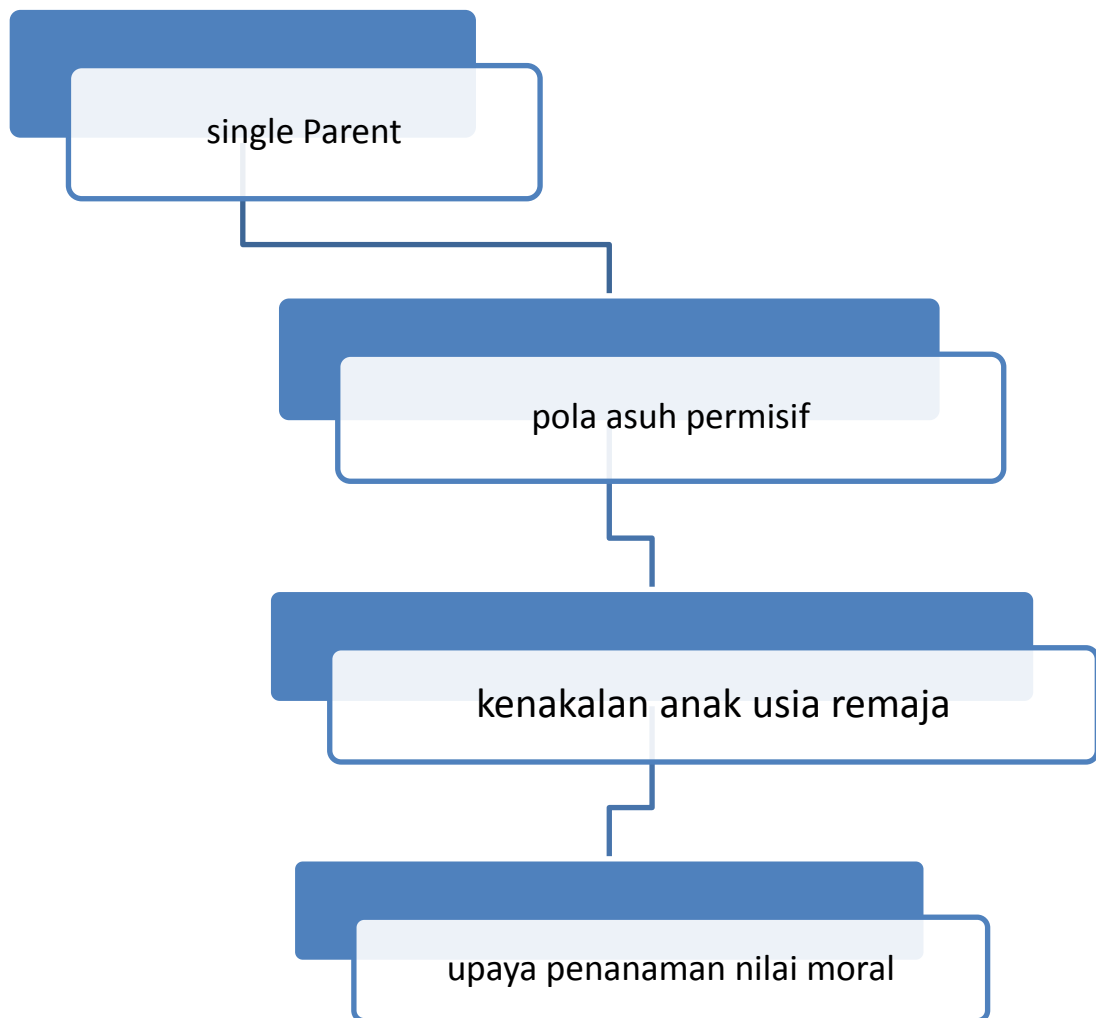 single Parent
pola asuh permisif
kenakalan anak usia remaja
upaya penanaman nilai moral